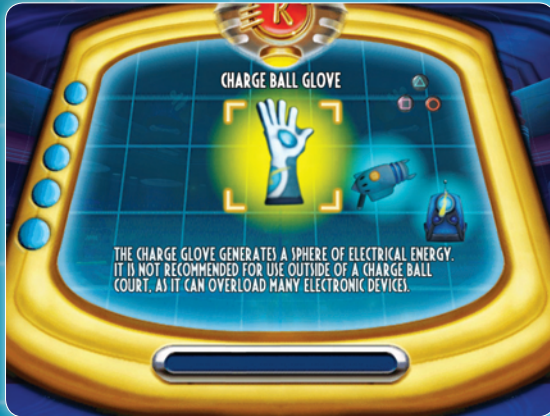 R
CHARGE BALL GLOVE
THE CHARGE GLOVE GENERATES A SPHERE OF ELECTRICAL ENERGY.
IT IS NOT RECOMMENDED FOR USE OUTSIDE OF A CHARGE BALL
COURT, AS IT CAN OVERLOAD MANY ELECTRONIC DEVICES.